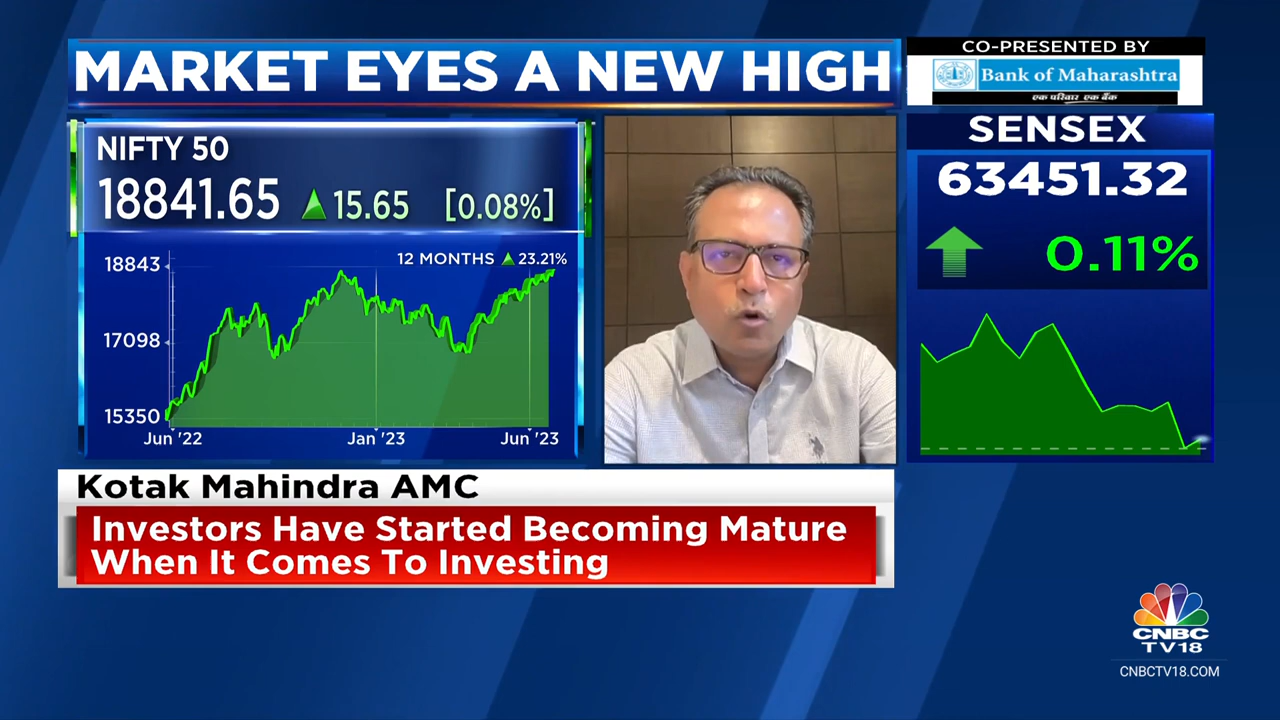 MARKET EYES A NEW HIGH
CO-PRESENTED BY
Bank of Maharashtra
एक परिवार एक बैंक
NIFTY 50
18841.65 ▲ 15.65 [0.08%]
12 MONTHS ▲ 23.21%
18843
17098
15350
Jun '22 Jan '23 Jun '23
SENSEX
63451.32
0.11%
Kotak Mahindra AMC
Investors Have Started Becoming Mature
When It Comes To Investing
CNBC
TV18
CNBCTV18.COM